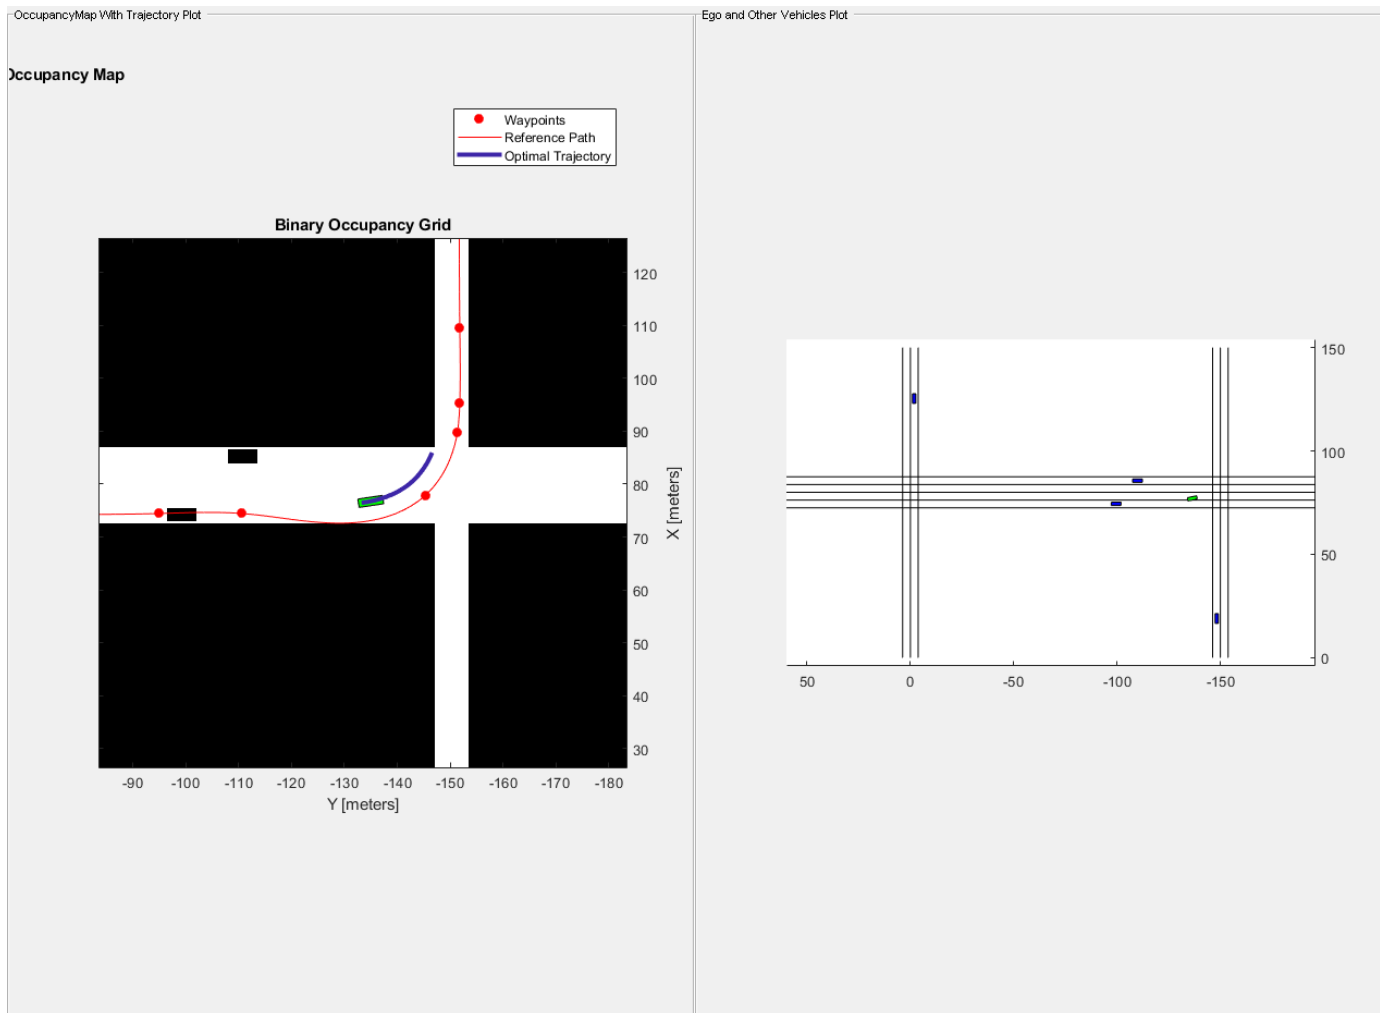 OccupancyMap With Trajectory Plot
Occupancy Map
Waypoints
Reference Path
Optimal Trajectory
Binary Occupancy Grid
120
110
100
90
80
70
60
50
40
30
X [meters]
-90 -100 -110 -120 -130 -140 -150 -160 -170 -180
Y [meters]
Ego and Other Vehicles Plot
150
100
50
0
50 0 -50 -100 -150